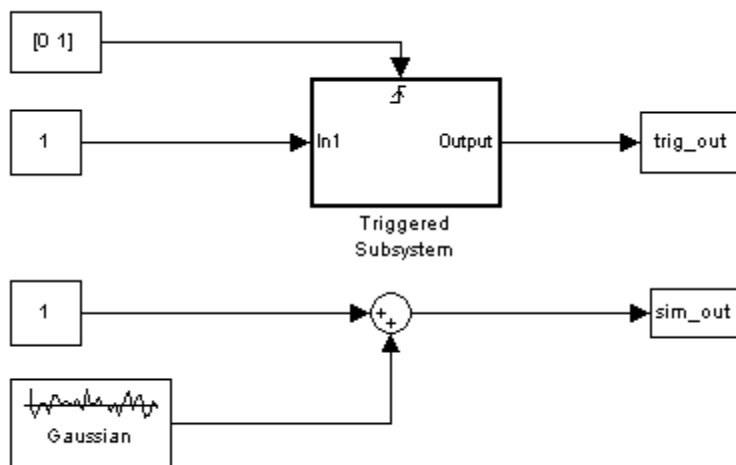 [0 1]
1
In1
Output
trig_out
Triggered
Subsystem
1
+
+
sim_out
Gaussian